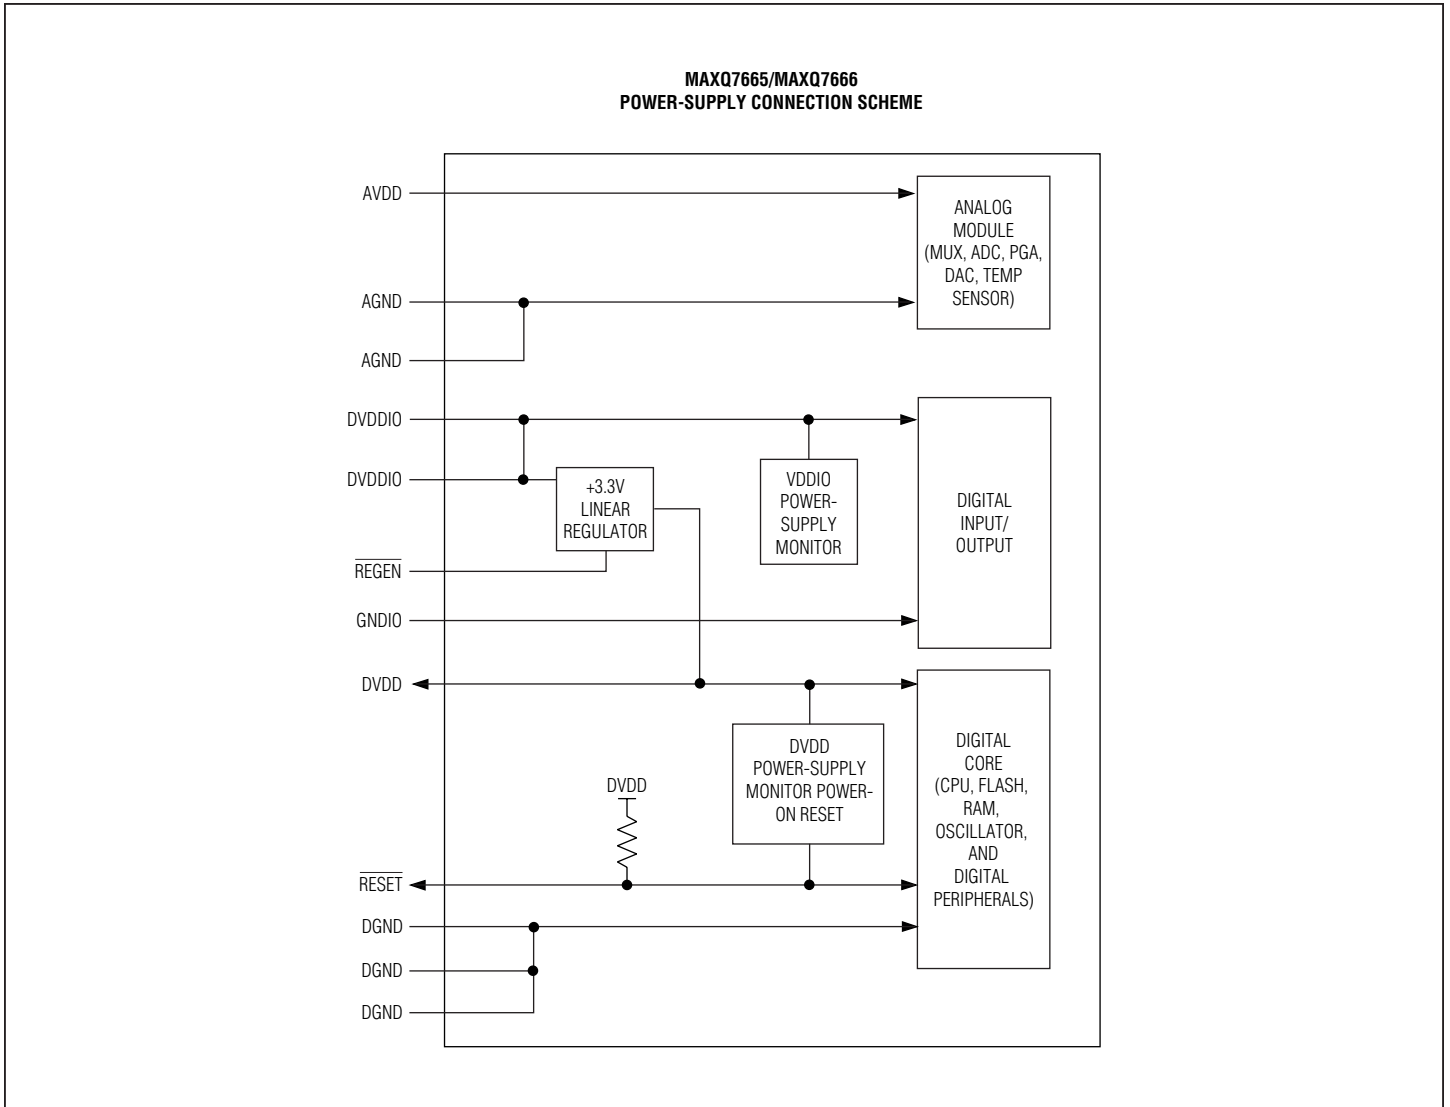 MAXQ7665/MAXQ7666
POWER-SUPPLY CONNECTION SCHEME
AVDD
ANALOG
MODULE
(MUX, ADC, PGA,
DAC, TEMP
SENSOR)
AGND
AGND
DVDDIO
DVDDIO
+3.3V
LINEAR
REGULATOR
VDDIO
POWER-
SUPPLY
MONITOR
DIGITAL
INPUT/
OUTPUT
REGEN
GNDIO
DVDD
DVDD
POWER-SUPPLY
MONITOR POWER-
ON RESET
DIGITAL
CORE
(CPU, FLASH,
RAM,
OSCILLATOR,
AND
DIGITAL
PERIPHERALS)
DVDD
RESET
DGND
DGND
DGND